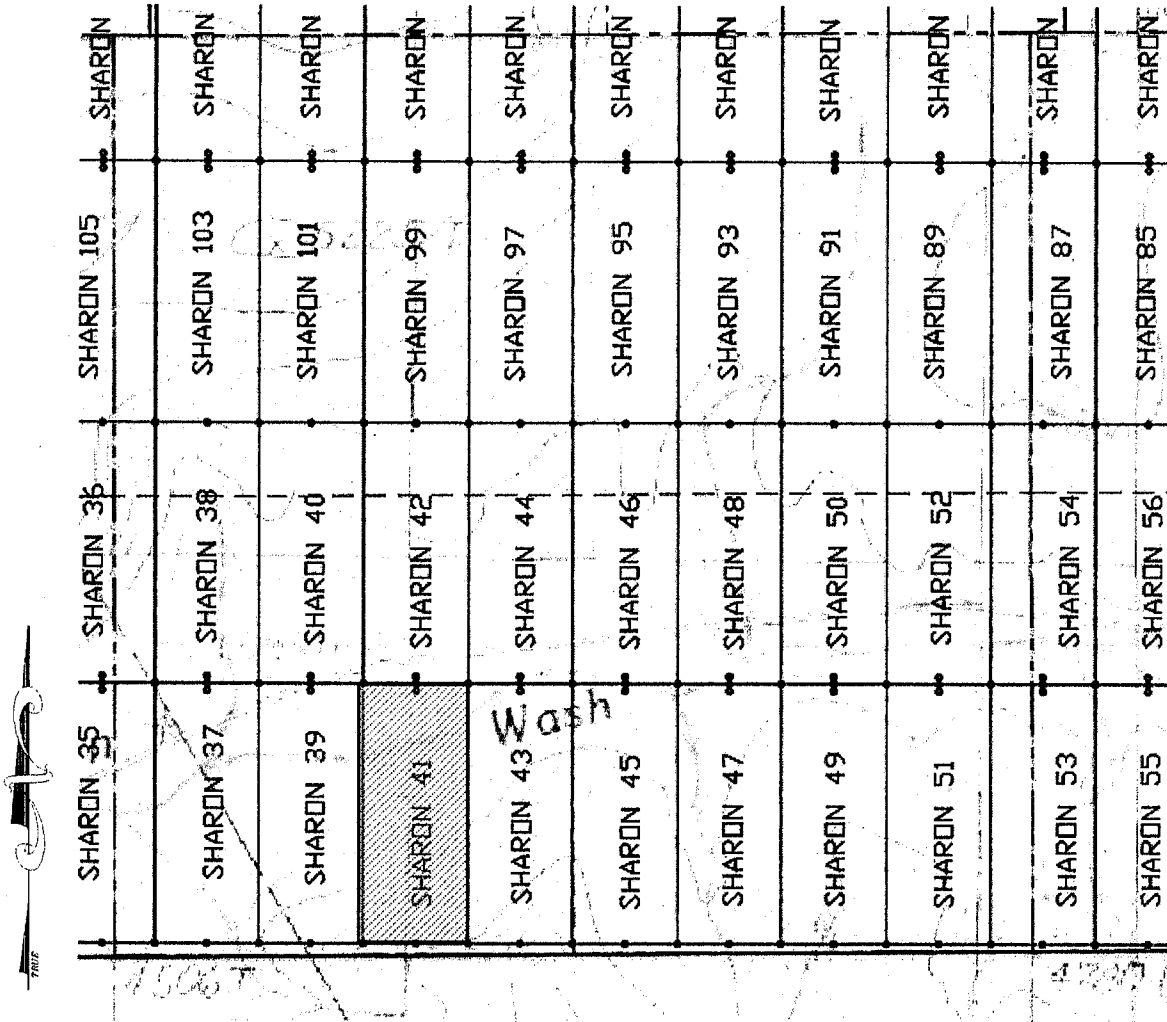 SHARON
SHARON
SHARON
SHARON
SHARON
SHARON
SHARON
SHARON
SHARON
SHARON
SHARON
SHARON 105
SHARON 103
SHARON 101
SHARON 99
SHARON 97
SHARON 95
SHARON 93
SHARON 91
SHARON 89
SHARON 87
SHARON 85
SHARON 36
SHARON 38
SHARON 40
SHARON 42
SHARON 44
SHARON 46
SHARON 48
SHARON 50
SHARON 52
SHARON 54
SHARON 56
Wash
SHARON 35
SHARON 37
SHARON 39
SHARON 41
SHARON 43
SHARON 45
SHARON 47
SHARON 49
SHARON 51
SHARON 53
SHARON 55
TRUE